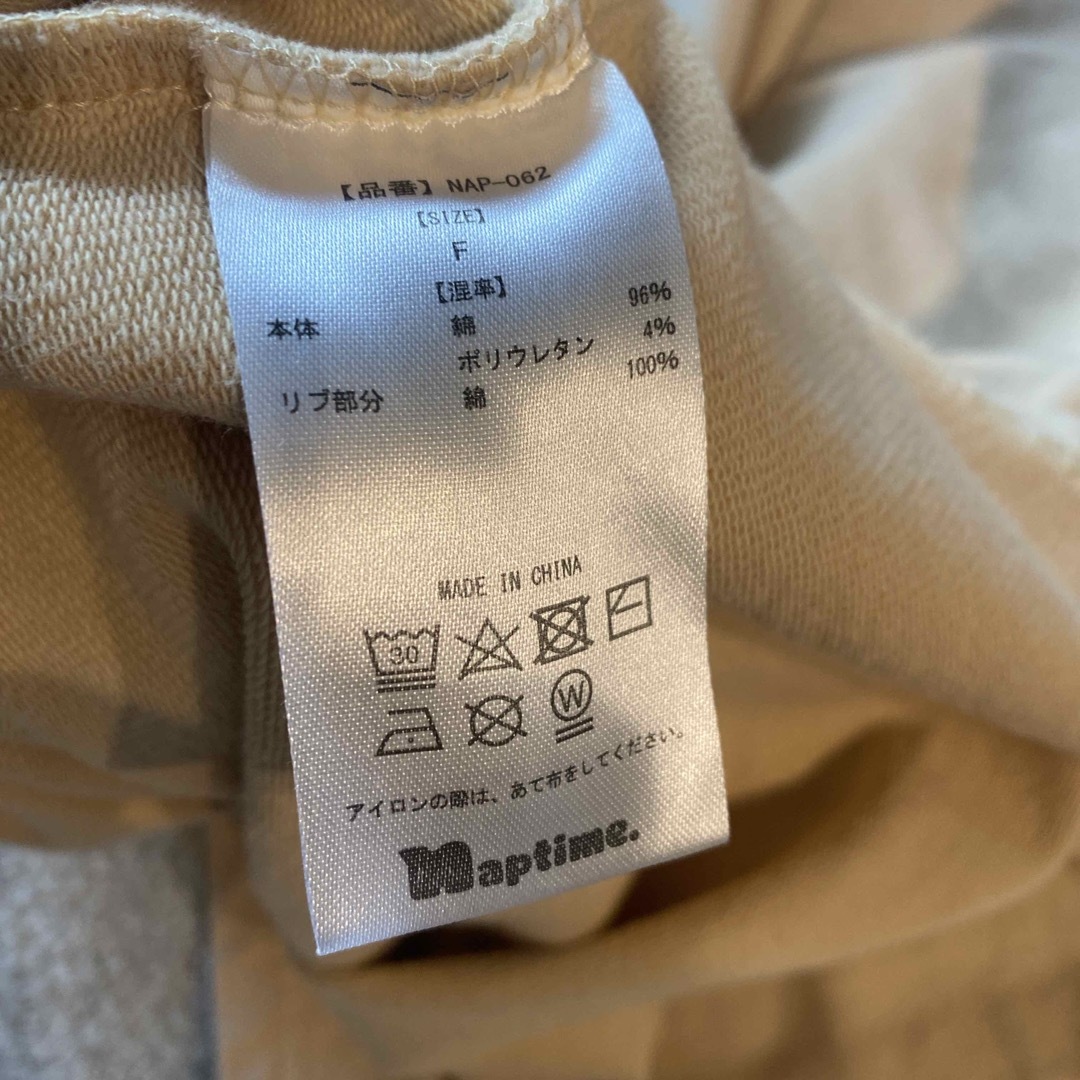 【品番】 NAP-062
【SIZE】
F
【混率】
本体 綿 96%
ポリウレタン 4%
リブ部分 綿 100%
MADE IN CHINA
30
W
アイロンの際は、あて布をしてください。
Naptime.